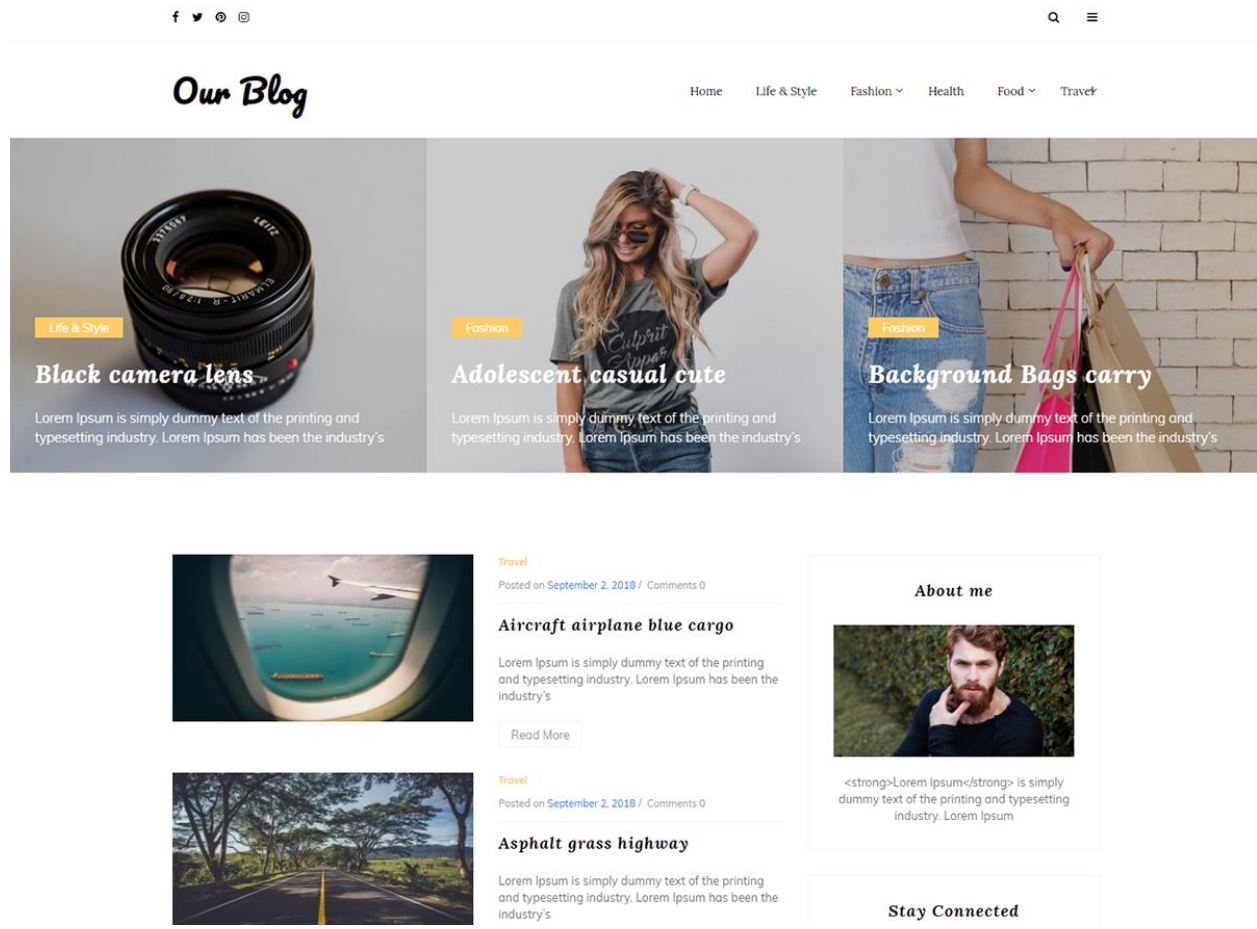 Our Blog
Home Life & Style Fashion Health Food Travel
3376087 LEITZ
ELMARIT-R 1:2.8/90
Life & Style
Black camera lens
Lorem Ipsum is simply dummy text of the printing and
typesetting industry. Lorem Ipsum has been the industry's
Culprit
Fashion
Adolescent casual cute
Lorem Ipsum is simply dummy text of the printing and
typesetting industry. Lorem Ipsum has been the industry's
Fashion
Background Bags carry
Lorem Ipsum is simply dummy text of the printing and
typesetting industry. Lorem Ipsum has been the industry's
Travel
Posted on September 2, 2018 / Comments 0
Aircraft airplane blue cargo
Lorem Ipsum is simply dummy text of the printing
and typesetting industry. Lorem Ipsum has been the
industry's
Read More
Travel
Posted on September 2, 2018 / Comments 0
Asphalt grass highway
Lorem Ipsum is simply dummy text of the printing
and typesetting industry. Lorem Ipsum has been the
industry's
About me
<strong>Lorem Ipsum</strong> is simply
dummy text of the printing and typesetting
industry. Lorem Ipsum
Stay Connected